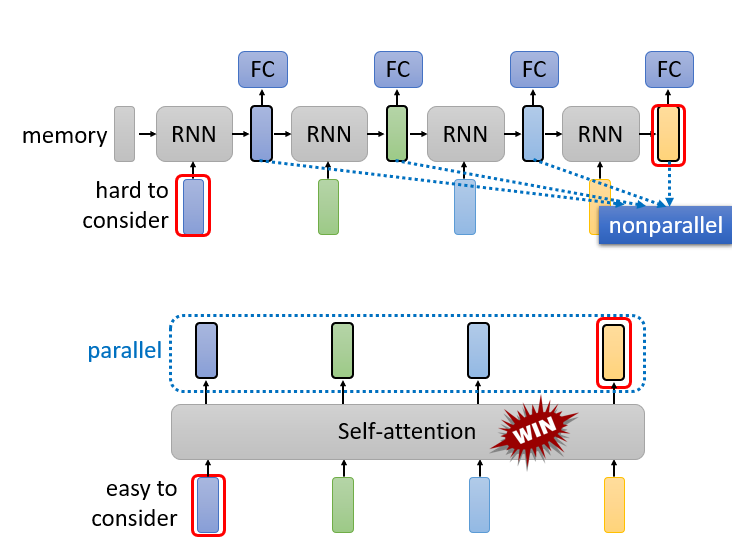 FC FC FC FC
memory RNN RNN RNN RNN
hard to
consider
nonparallel
parallel
Self-attention WIN
easy to
consider